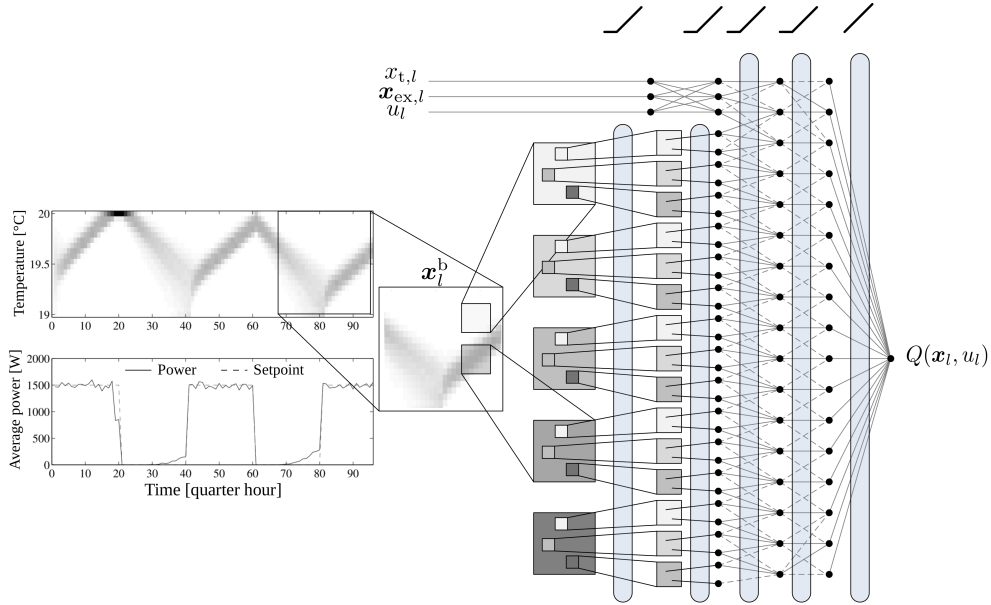 x_{t,l}
x_{ex,l}
u_l
Temperature [°C]
20
19.5
19
0 10 20 30 40 50 60 70 80 90
x_l^b
Q(x_l, u_l)
Average power [W]
2000
1500
1000
500
0
Power Setpoint
0 10 20 30 40 50 60 70 80 90
Time [quarter hour]